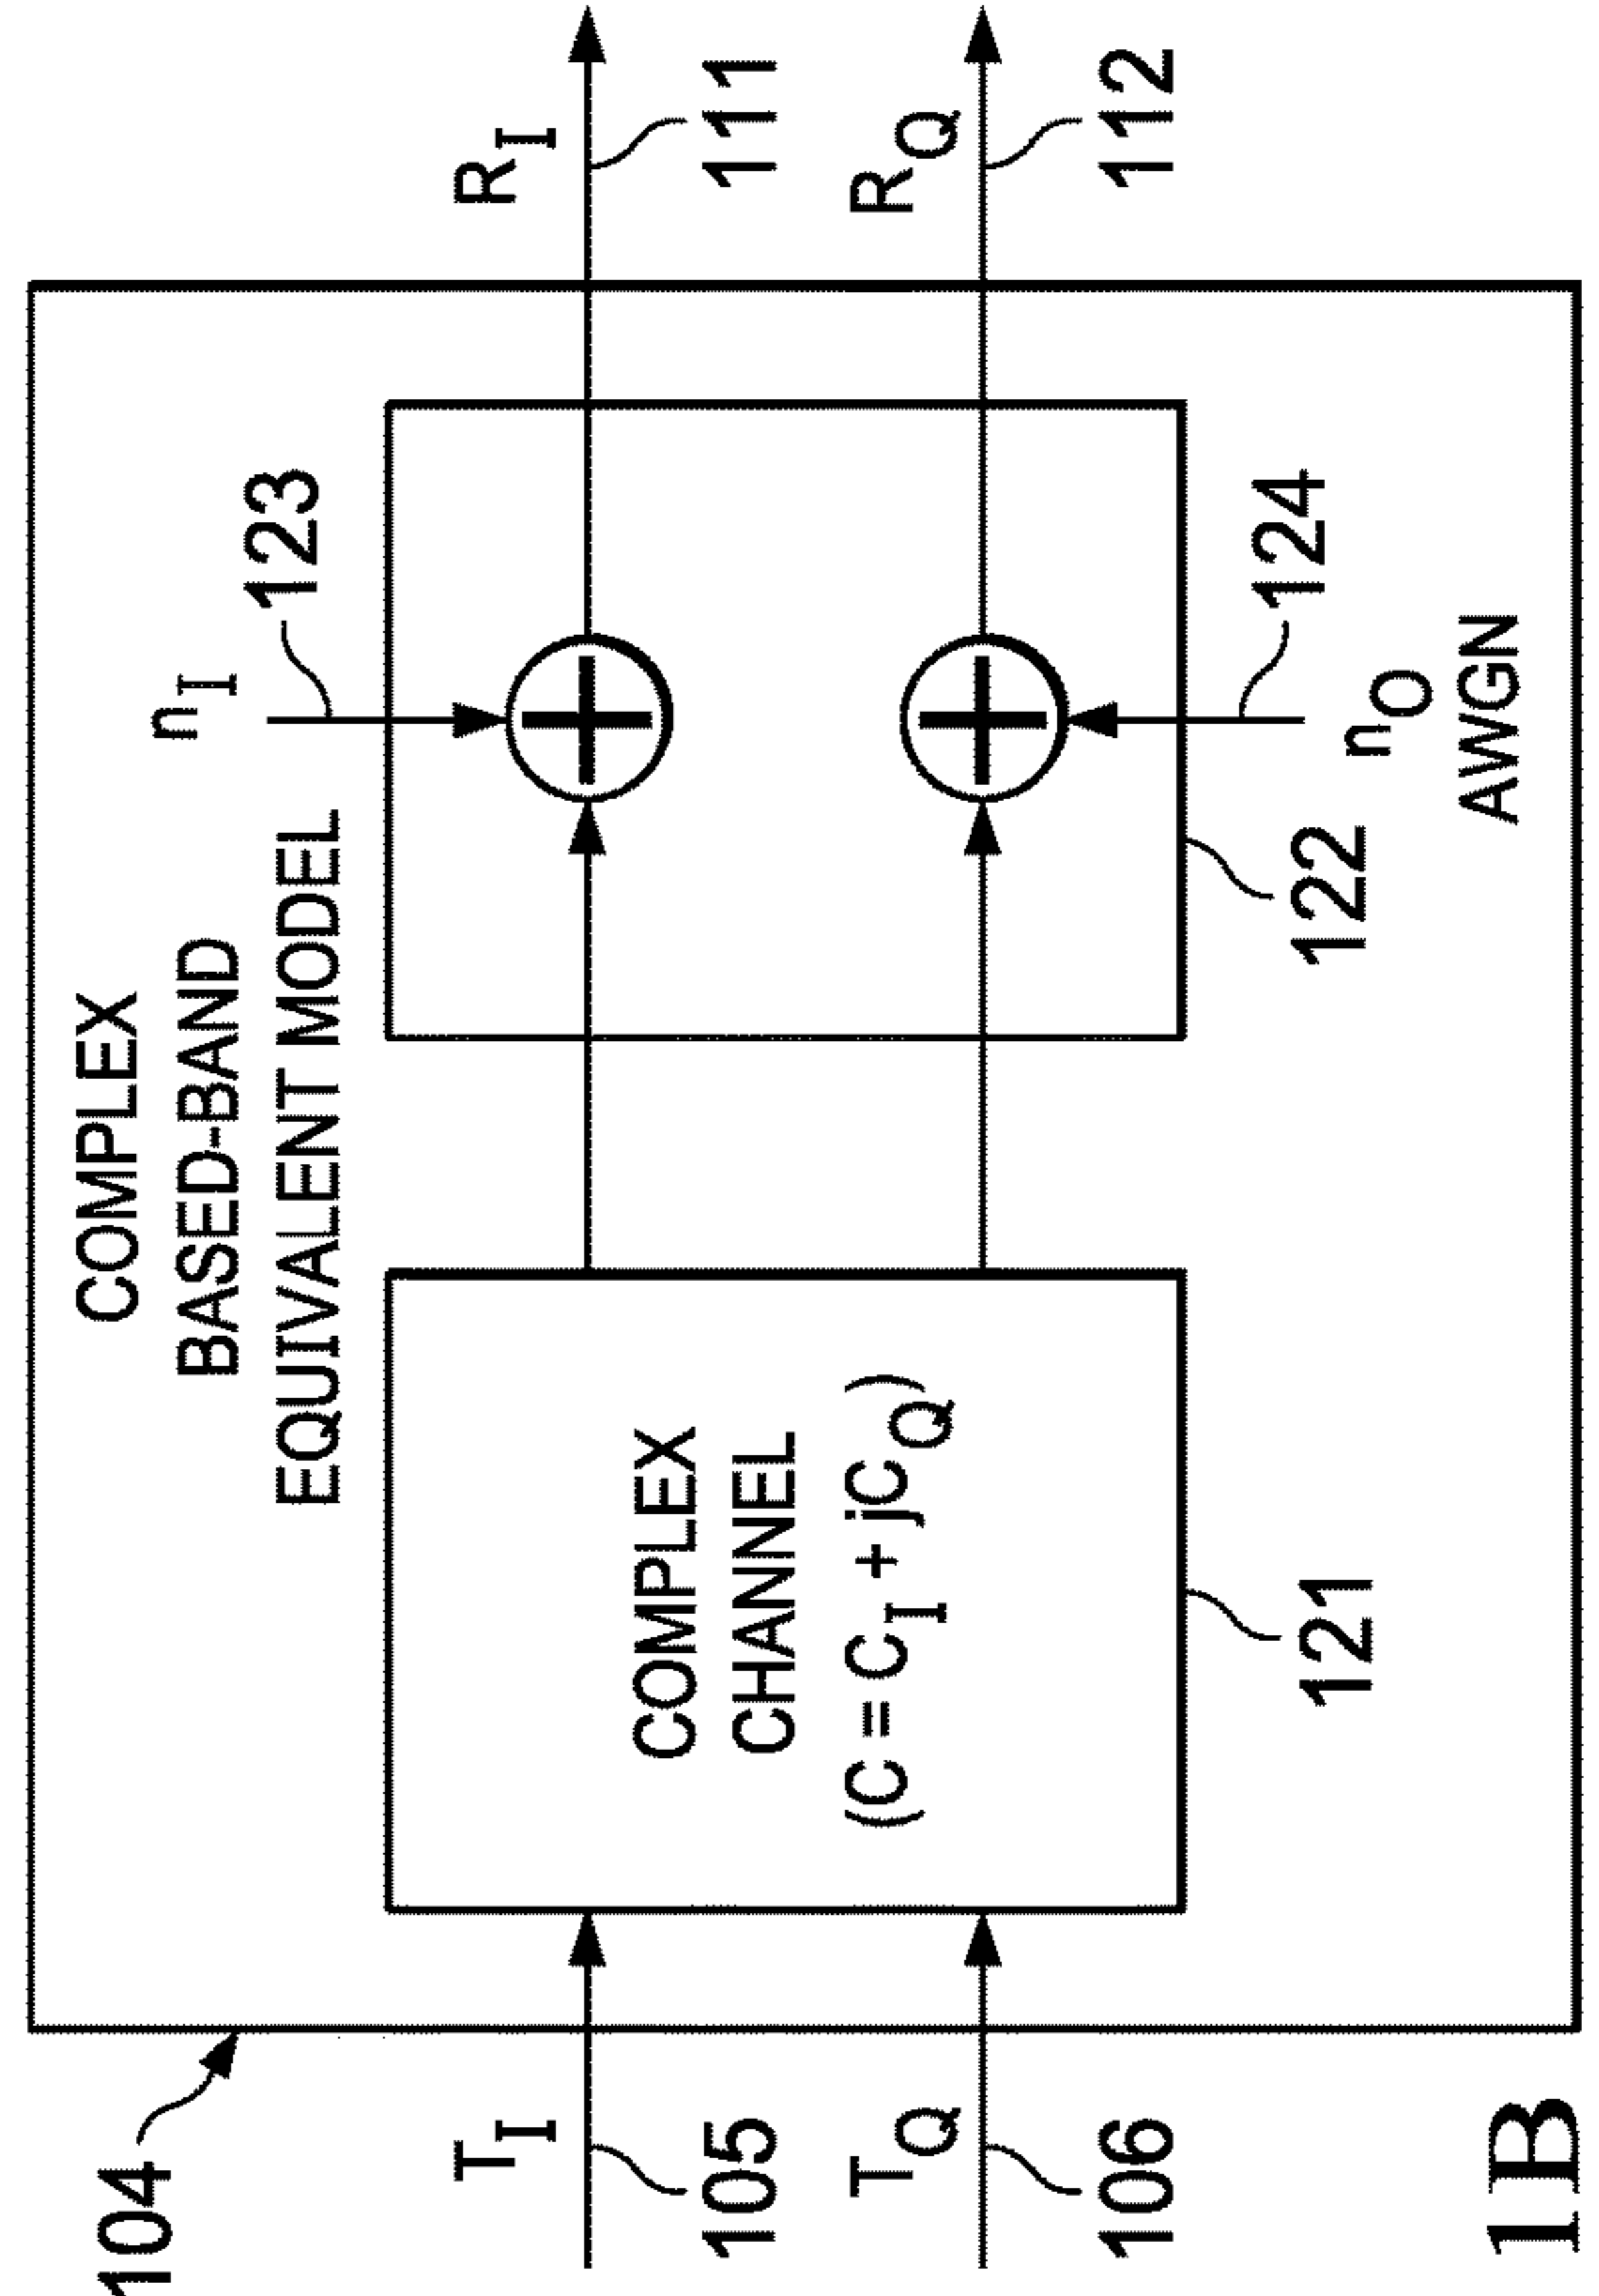 104
COMPLEX
BASED-BAND
EQUIVALENT MODEL
n_I
123
T_I
105
T_Q
106
COMPLEX
CHANNEL
(C = C_I + jC_Q)
121
122
n_O
124
AWGN
R_I
111
R_Q
112
1B